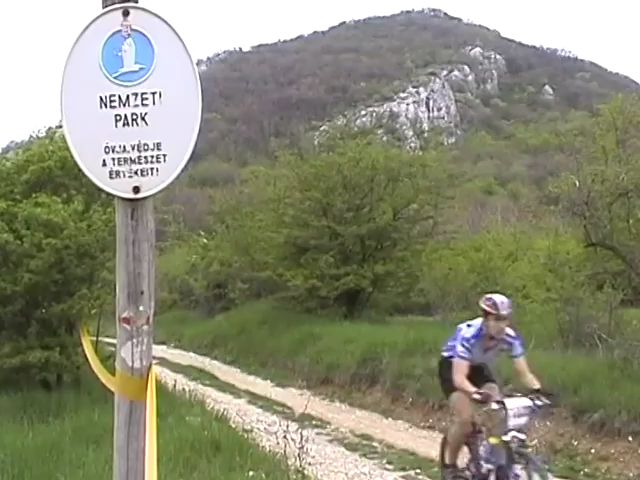 NEMZETI
PARK
ÓVJA, VÉDJE
A TERMÉSZET
ÉRTÉKEIT!